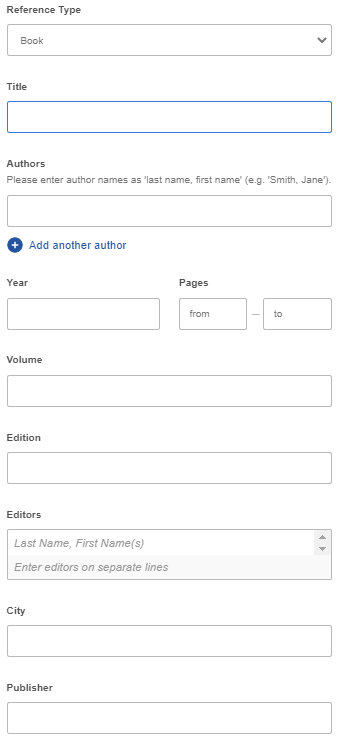 Reference Type
Book
Title
Authors
Please enter author names as 'last name, first name' (e.g. 'Smith, Jane').
Add another author
Year Pages
from – to
Volume
Edition
Editors
Last Name, First Name(s)
Enter editors on separate lines
City
Publisher